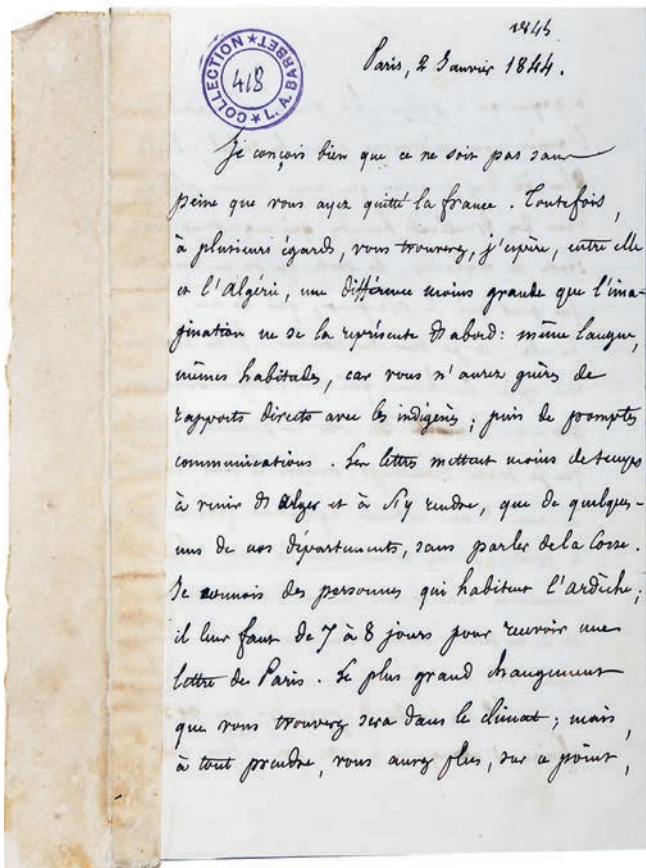 1845
Paris, 2 Janvier 1844.
COLLECTION ★ L. A. BARBET ★
418
Je conçois bien que ce ne soit pas sans
peine que vous ayez quitté la france. Toutefois,
à plusieurs égards, vous trouverez, j'espère, entre elle
et l'Algérie, une différence moins grande que l'ima-
gination ne se la représente d'abord: même langue,
mêmes habitudes, car vous n'aurez guères de
rapports directs avec les indigènes; puis de promptes
communications. Les lettres mettent moins de temps
à venir d'alger et à s'y rendre, que de quelques-
uns de nos départements, sans parler de la Corse.
Je connais des personnes qui habitent l'ardèche;
il leur faut de 7 à 8 jours pour recevoir une
lettre de Paris. Le plus grand changement
que vous trouverez sera dans le climat; mais,
à tout prendre, vous aurez plus, sur ce point,